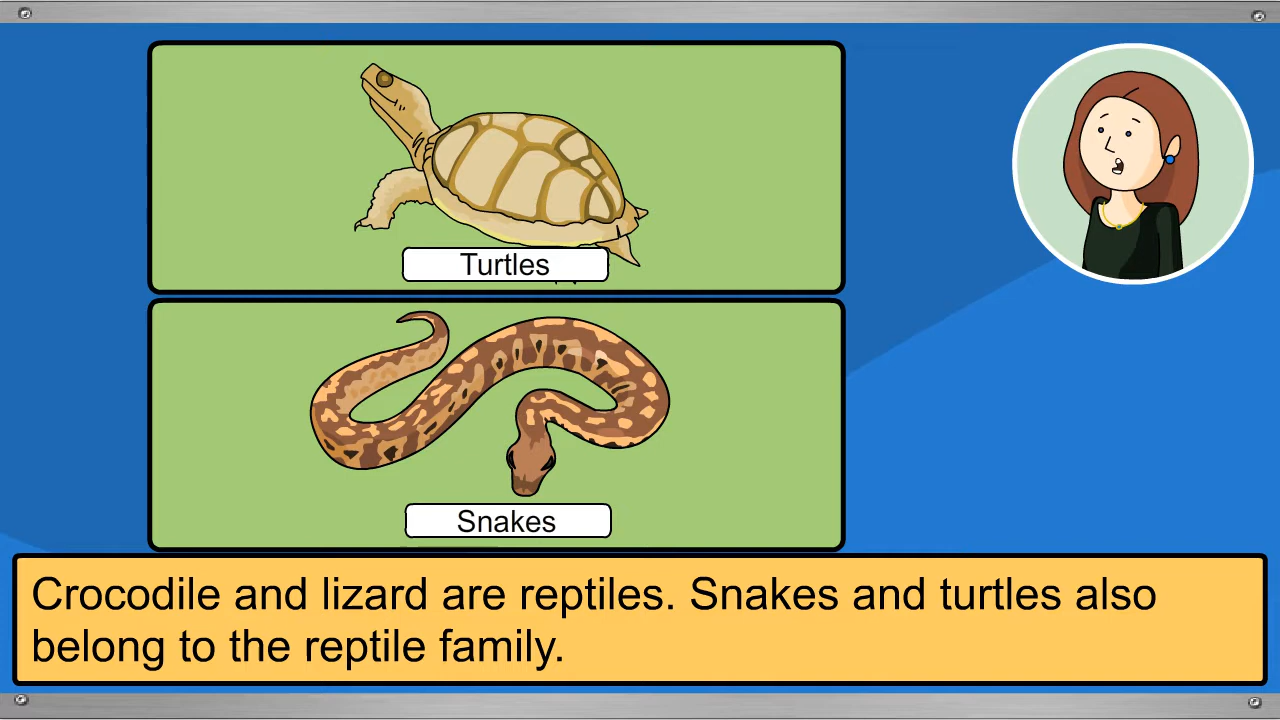 Turtles
Snakes
Crocodile and lizard are reptiles. Snakes and turtles also
belong to the reptile family.